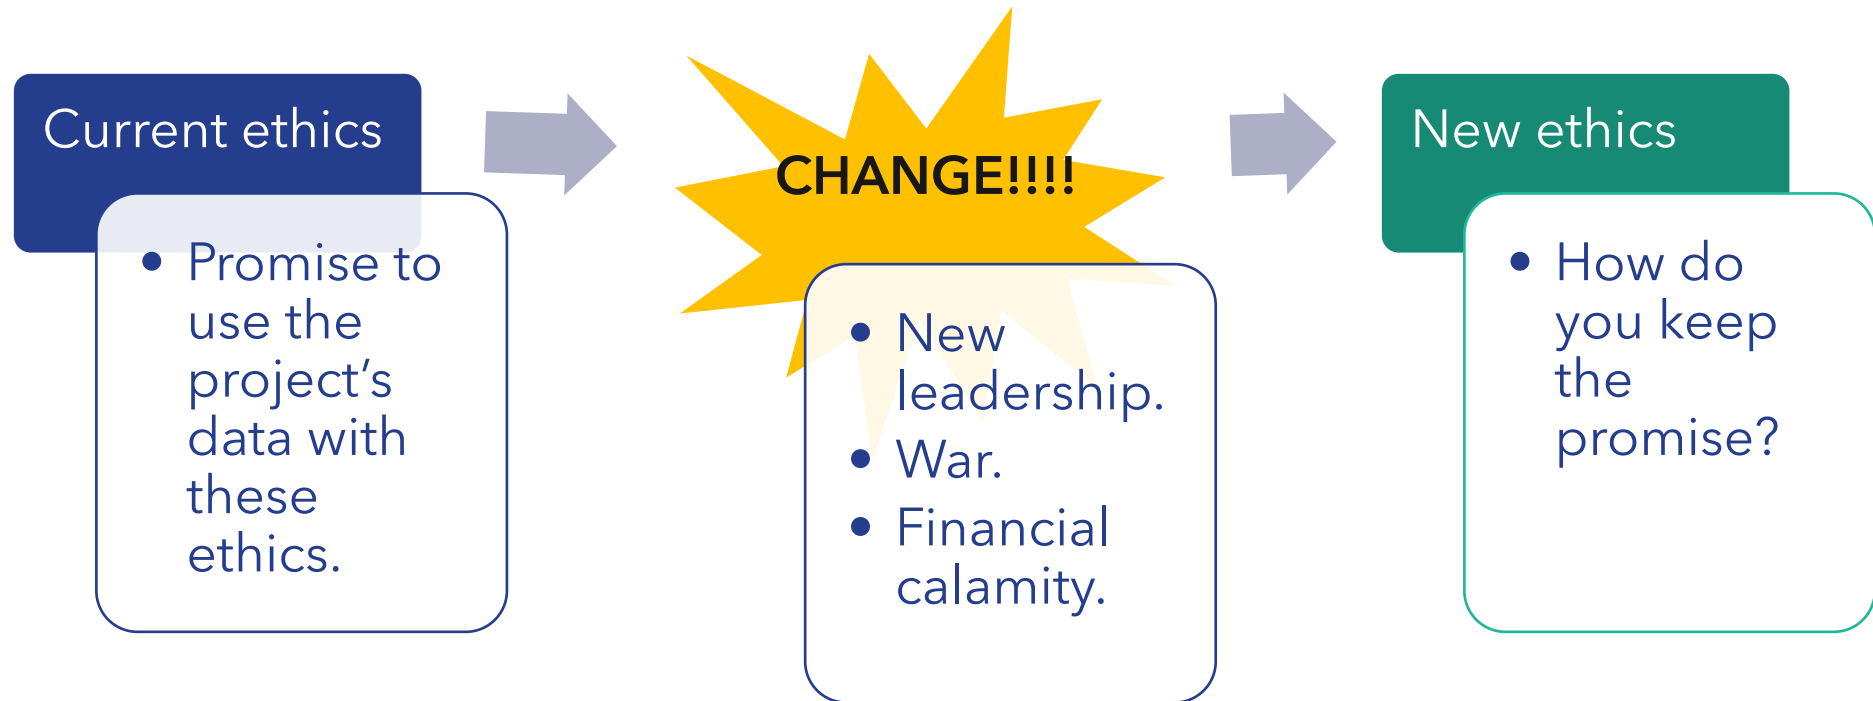 Current ethics
• Promise to
use the
project’s
data with
these
ethics.
CHANGE!!!!
• New
leadership.
• War.
• Financial
calamity.
New ethics
• How do
you keep
the
promise?